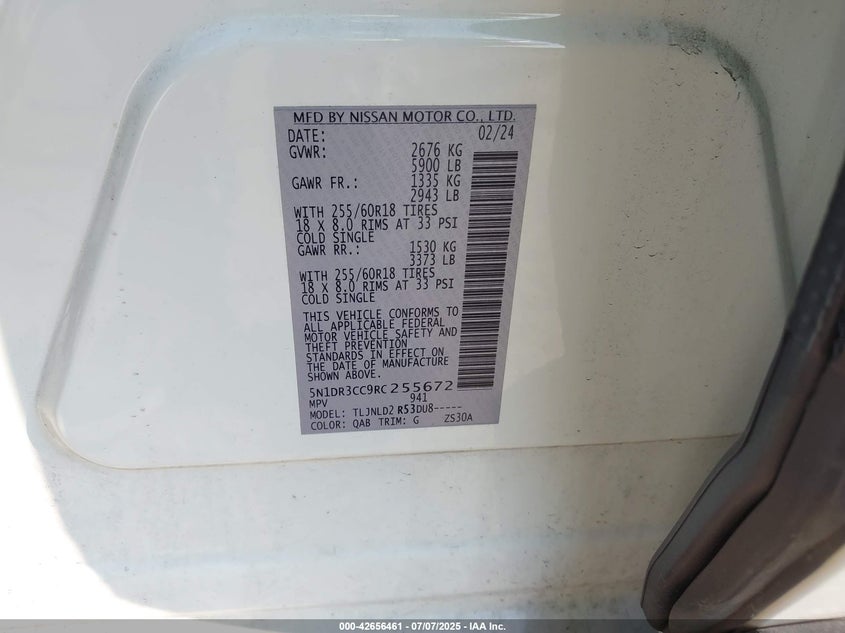 MFD BY NISSAN MOTOR CO., LTD.
DATE: 02/24
GVWR: 2676 KG
5900 LB
GAWR FR.: 1335 KG
2943 LB
WITH 255/60R18 TIRES
18 X 8.0 RIMS AT 33 PSI
COLD SINGLE
GAWR RR.: 1530 KG
3373 LB
WITH 255/60R18 TIRES
18 X 8.0 RIMS AT 33 PSI
COLD SINGLE
THIS VEHICLE CONFORMS TO
ALL APPLICABLE FEDERAL
MOTOR VEHICLE SAFETY AND
THEFT PREVENTION
STANDARDS IN EFFECT ON
THE DATE OF MANUFACTURE
SHOWN ABOVE.
5N1DR3CC9RC255672
MPV 941
MODEL: TLJNLD2 R53DU8-----
COLOR: QAB TRIM: G ZS30A
000-42656461 - 07/07/2025 - IAA Inc.